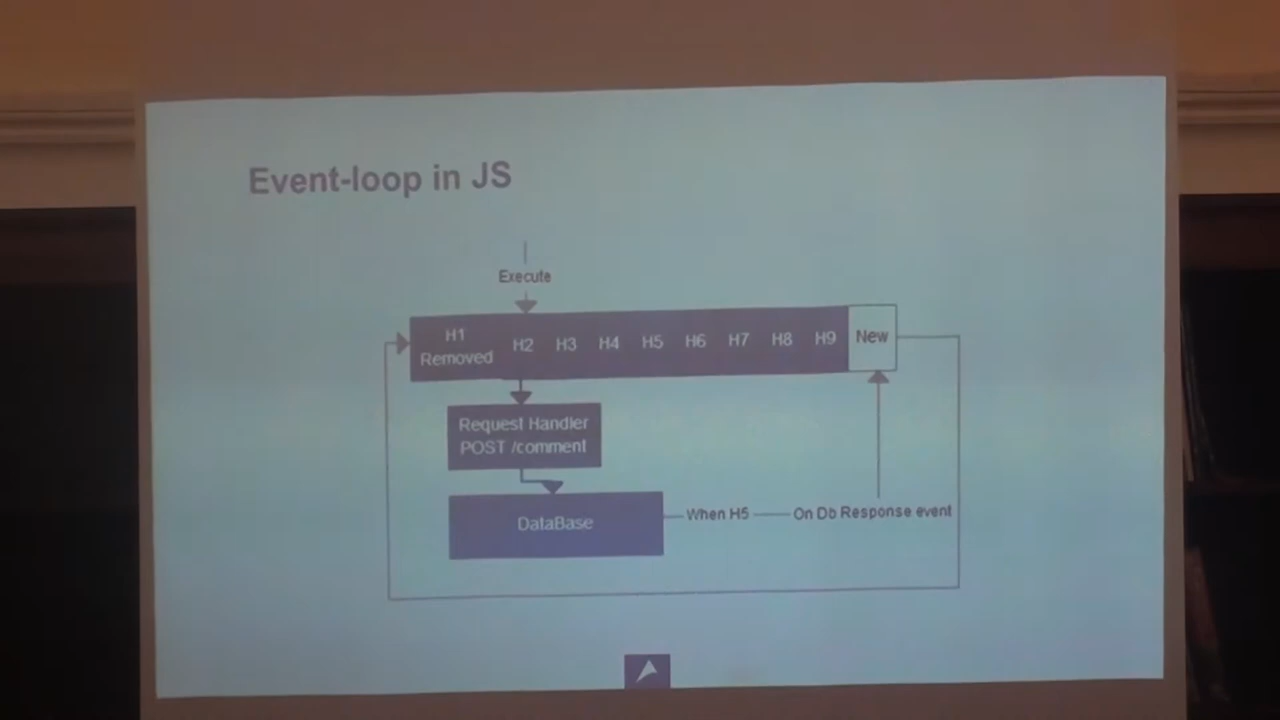 Event-loop in JS
Execute
H1
Removed
H2 H3 H4 H5 H6 H7 H8 H9 New
Request Handler
POST /comment
DataBase
When H5
On Db Response event